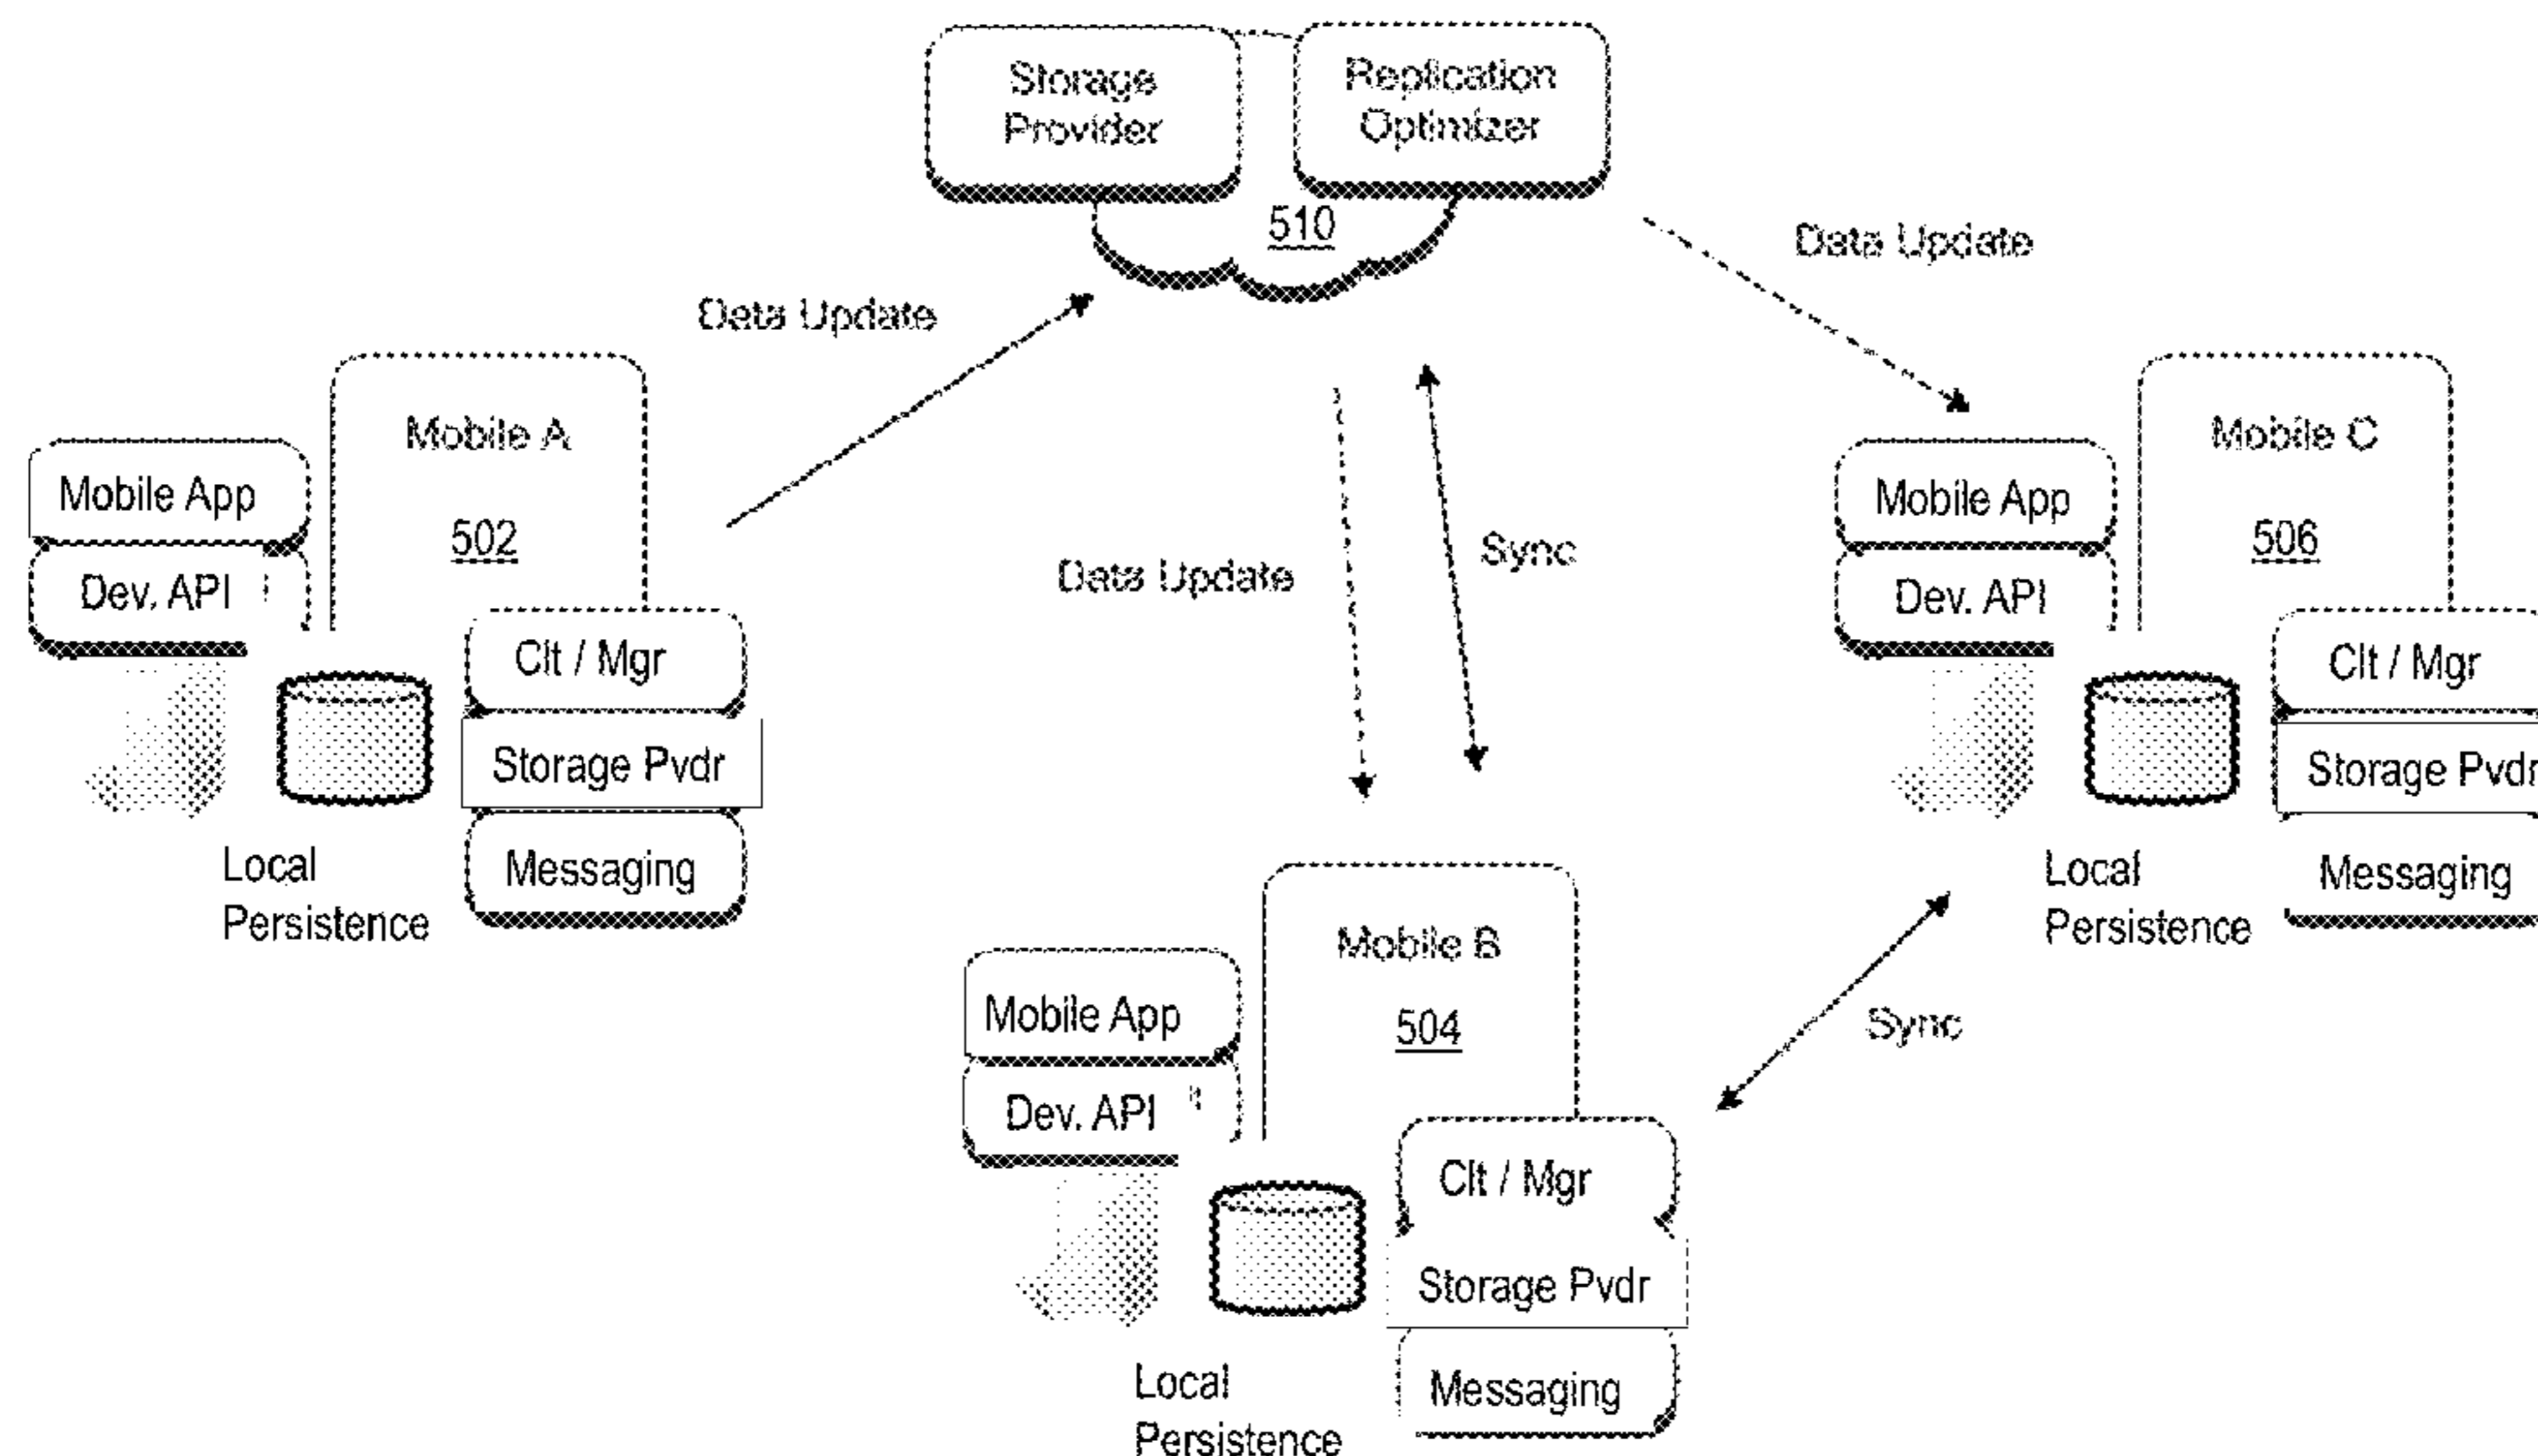 Storage
Provider
Replication
Optimizer
510
Data Update
Data Update
Mobile A
502
Mobile App
Dev. API
Clt / Mgr
Storage Pvdr
Messaging
Local
Persistence
Data Update
Sync
Mobile C
506
Mobile App
Dev. API
Clt / Mgr
Storage Pvdr
Messaging
Local
Persistence
Sync
Mobile B
504
Mobile App
Dev. API
Clt / Mgr
Storage Pvdr
Messaging
Local
Persistence